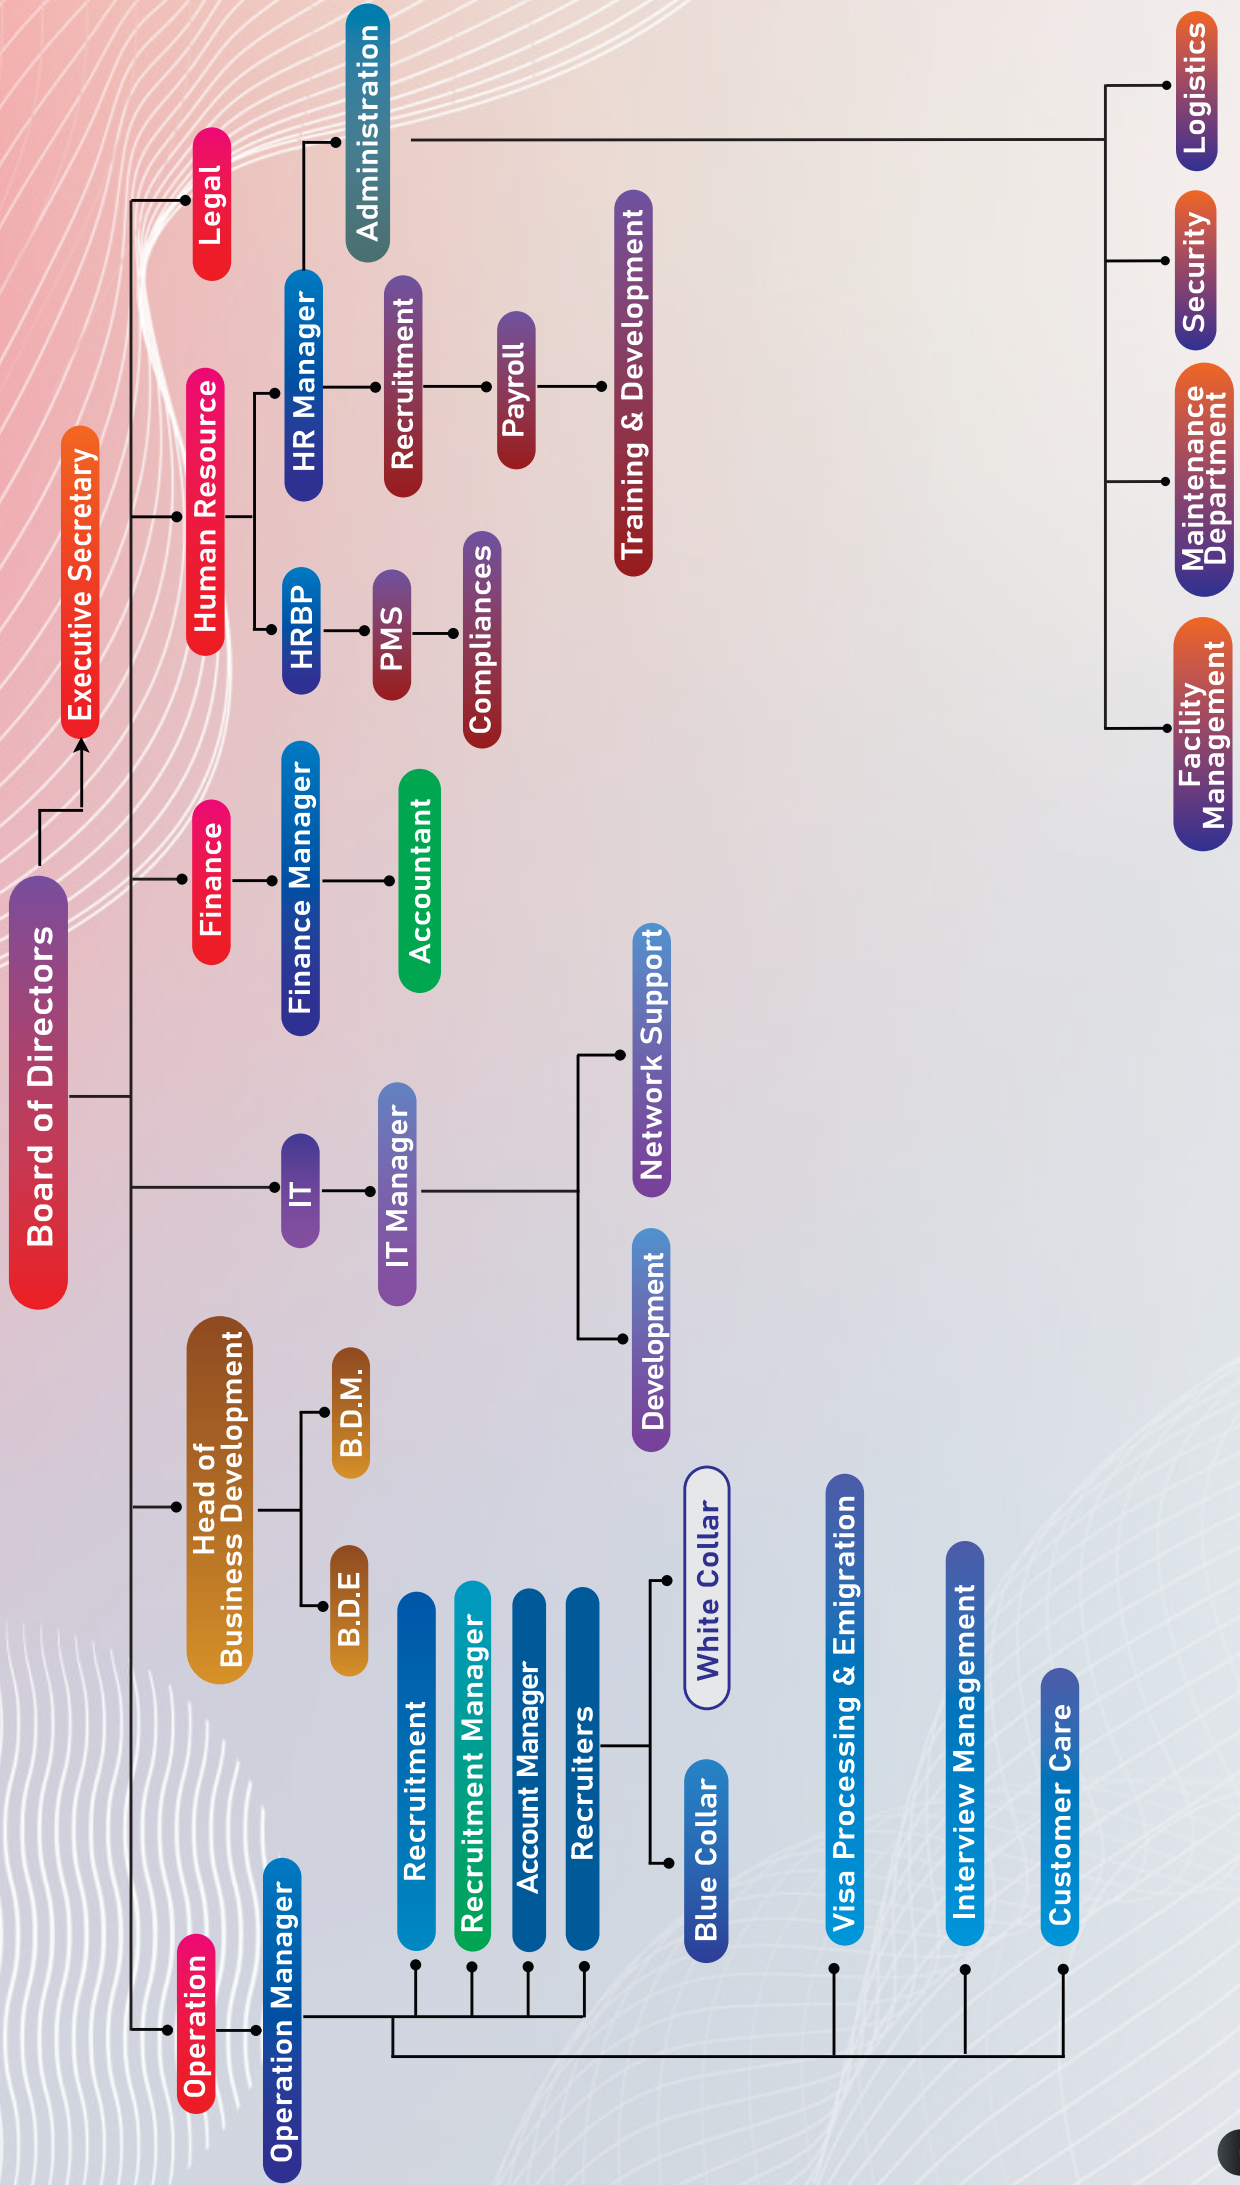 Board of Directors
Executive Secretary
Operation
Operation Manager
Recruitment
Recruitment Manager
Account Manager
Recruiters
Blue Collar
White Collar
Visa Processing & Emigration
Interview Management
Customer Care
Head of
Business Development
B.D.E
B.D.M.
IT
IT Manager
Development
Network Support
Finance
Finance Manager
Accountant
Human Resource
HRBP
PMS
Compliances
HR Manager
Recruitment
Payroll
Training & Development
Administration
Facility
Management
Maintenance
Department
Security
Logistics
Legal